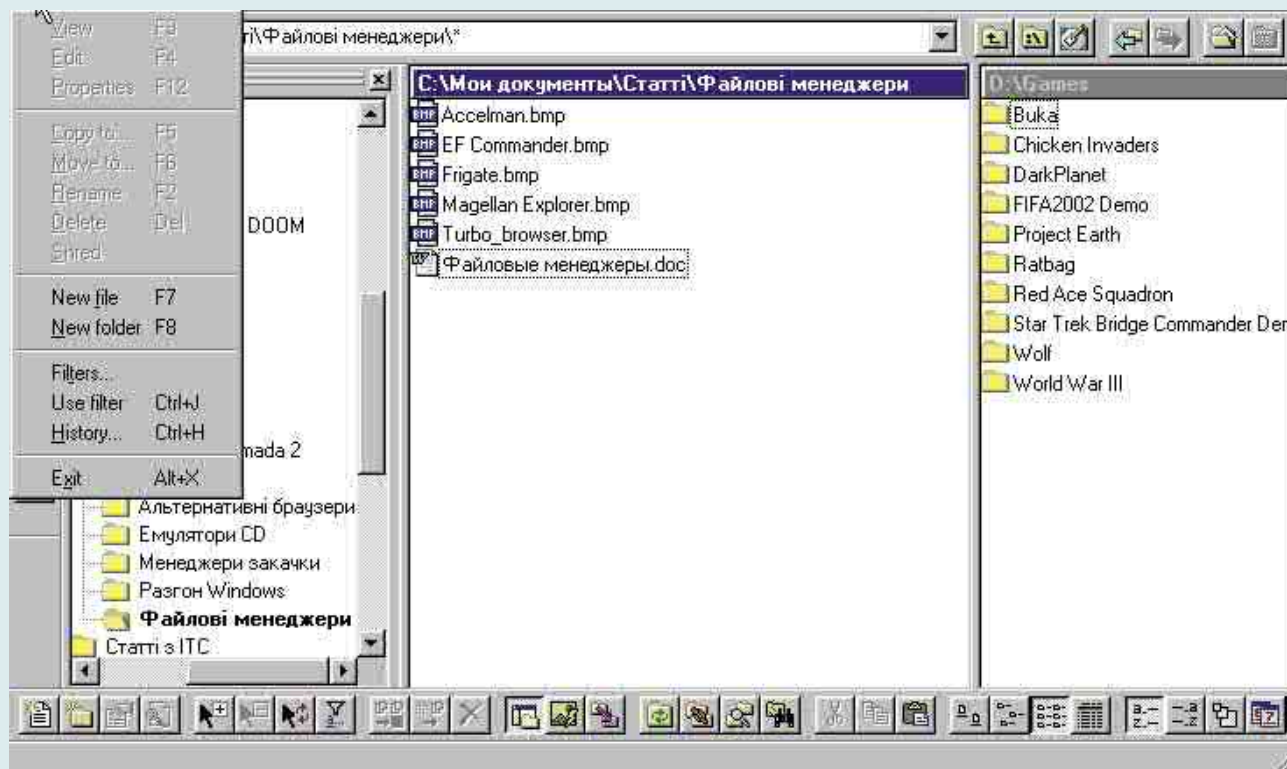 View F3
Edit F4
Properties F12
Copy to... F5
Move to... F6
Rename F2
Delete Del
Shred
New file F7
New folder F8
Filters...
Use filter Ctrl+J
History... Ctrl+H
Exit Alt+X
ті\Файлові менеджери\*
DOOM
mada 2
Альтернативні браузери
Емулятори CD
Менеджери закачки
Разгон Windows
Файлові менеджери
Статті з ITC
C:\Мои документы\Статті\Файлові менеджери
Accelman.bmp
EF Commander.bmp
Frigate.bmp
Magellan Explorer.bmp
Turbo_browser.bmp
Файловые менеджеры.doc
D:\Games
Buka
Chicken Invaders
DarkPlanet
FIFA2002 Demo
Project Earth
Ratbag
Red Ace Squadron
Star Trek Bridge Commander Der
Wolf
World War III